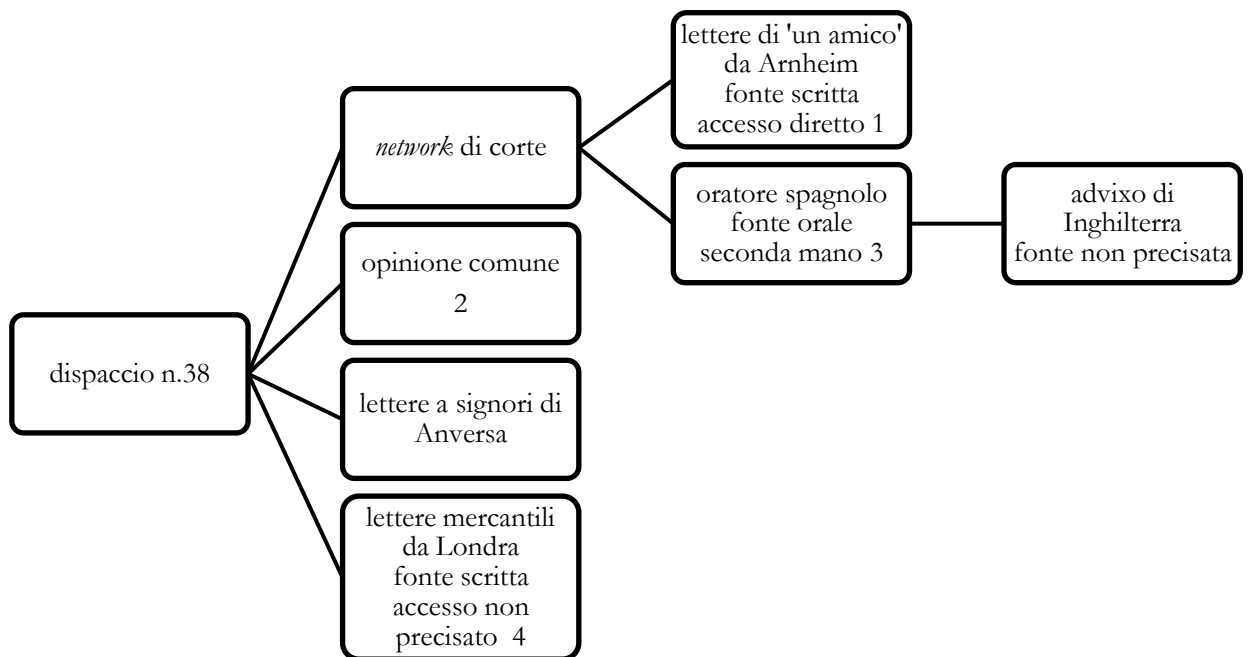 dispaccio n.38
network di corte
opinione comune
2
lettere a signori di
Anversa
lettere mercantili
da Londra
fonte scritta
accesso non
precisato 4
lettere di 'un amico'
da Arnheim
fonte scritta
accesso diretto 1
oratore spagnolo
fonte orale
seconda mano 3
advixo di
Inghilterra
fonte non precisata